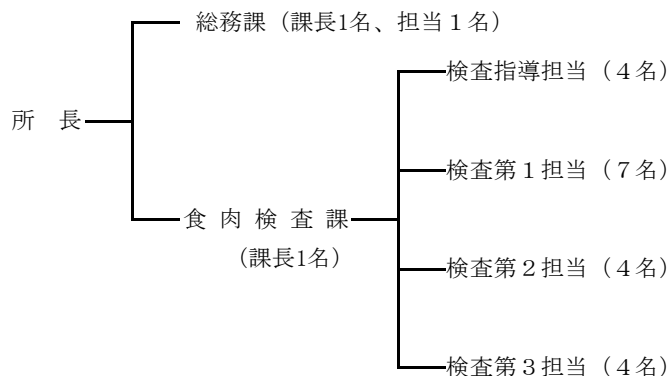 総務課（課長1名、担当１名）
検査指導担当（４名）
所　長
検査第１担当（７名）
食 肉 検 査 課
（課長1名）
検査第２担当（４名）
検査第３担当（４名）